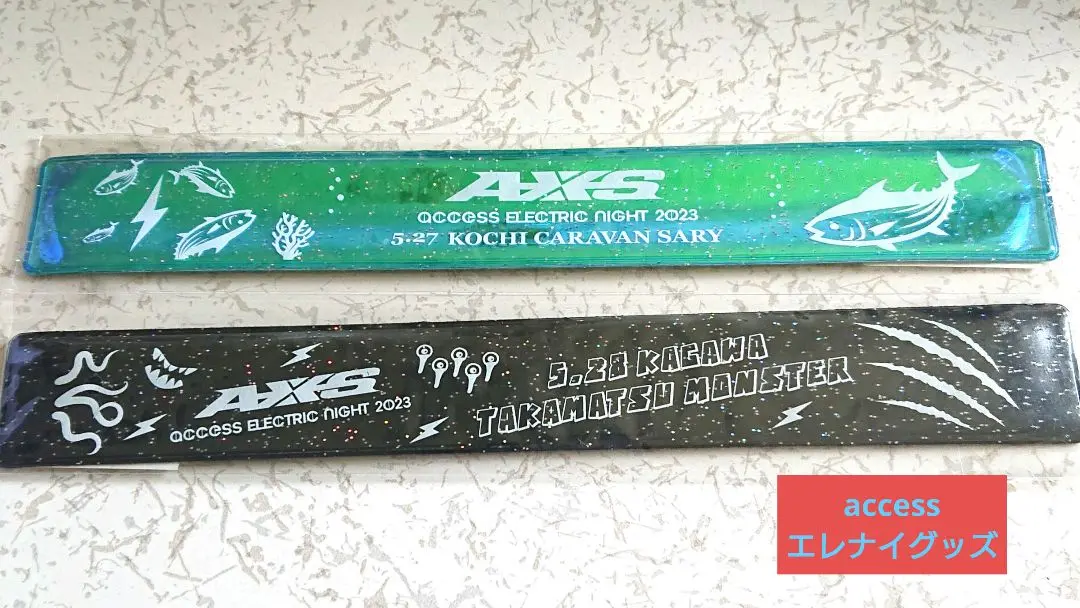 AXS
access ELECTRIC NIGHT 2023
5·27 KOCHI CARAVAN SARY
AXS
access ELECTRIC NIGHT 2023
5.28 KAGAWA
TAKAMATSU MONSTER
access
エレナイグッズ